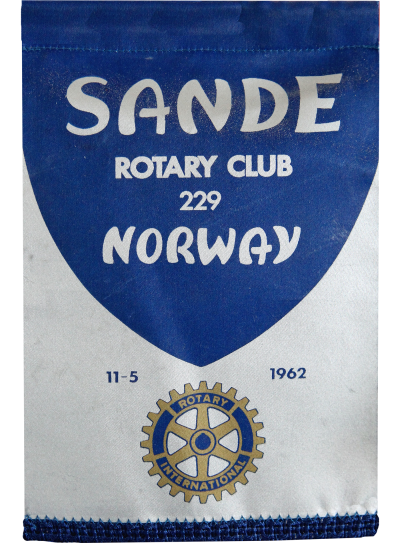 SANDE
ROTARY CLUB
229
NORWAY
11-5 1962
ROTARY
INTERNATIONAL